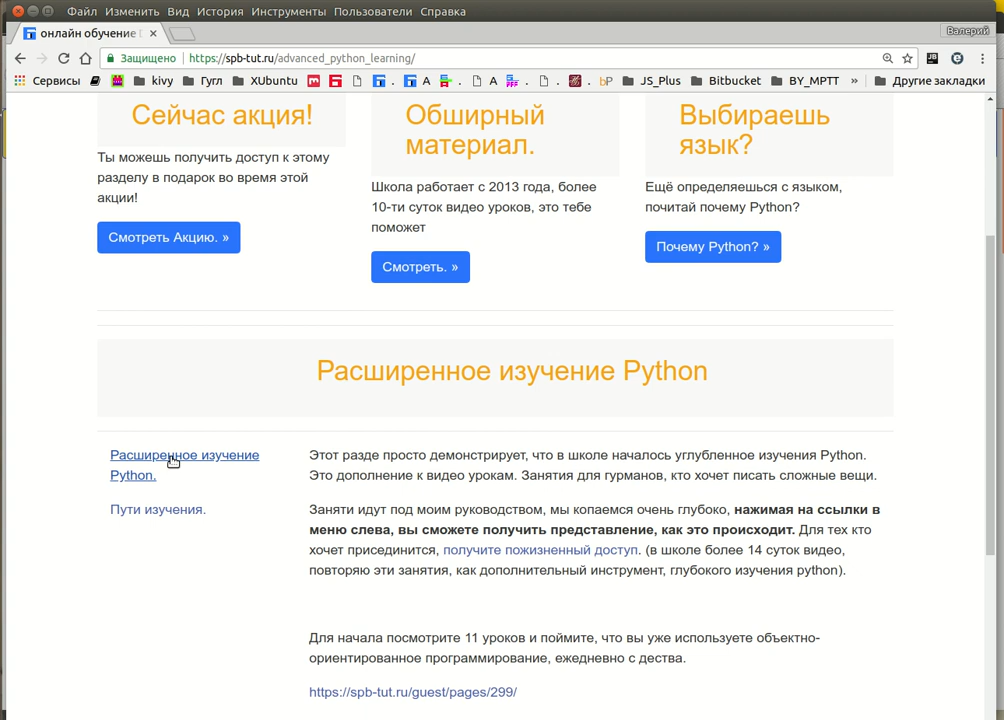 Файл Изменить Вид История Инструменты Пользователи Справка
онлайн обучение
Валерий
Защищено https://spb-tut.ru/advanced_python_learning/
Сервисы kivy Гугл XUbuntu A A bP JS_Plus Bitbucket BY_MPTT » Другие закладки
Сейчас акция!
Ты можешь получить доступ к этому
разделу в подарок во время этой
акции!
Смотреть Акцию. »
Обширный
материал.
Школа работает с 2013 года, более
10-ти суток видео уроков, это тебе
поможет
Смотреть. »
Выбираешь
язык?
Ещё определяешься с языком,
почитай почему Python?
Почему Python? »
Расширенное изучение Python
Расширенное изучение
Python.
Пути изучения.
Этот разде просто демонстрирует, что в школе началось углубленное изучения Python.
Это дополнение к видео урокам. Занятия для гурманов, кто хочет писать сложные вещи.
Заняти идут под моим руководством, мы копаемся очень глубоко, нажимая на ссылки в
меню слева, вы сможете получить представление, как это происходит. Для тех кто
хочет присединится, получите пожизненный доступ. (в школе более 14 суток видео,
повторяю эти занятия, как дополнительный инструмент, глубокого изучения python).
Для начала посмотрите 11 уроков и поймите, что вы уже используете объектно-
ориентированное программирование, ежедневно с дества.
https://spb-tut.ru/guest/pages/299/